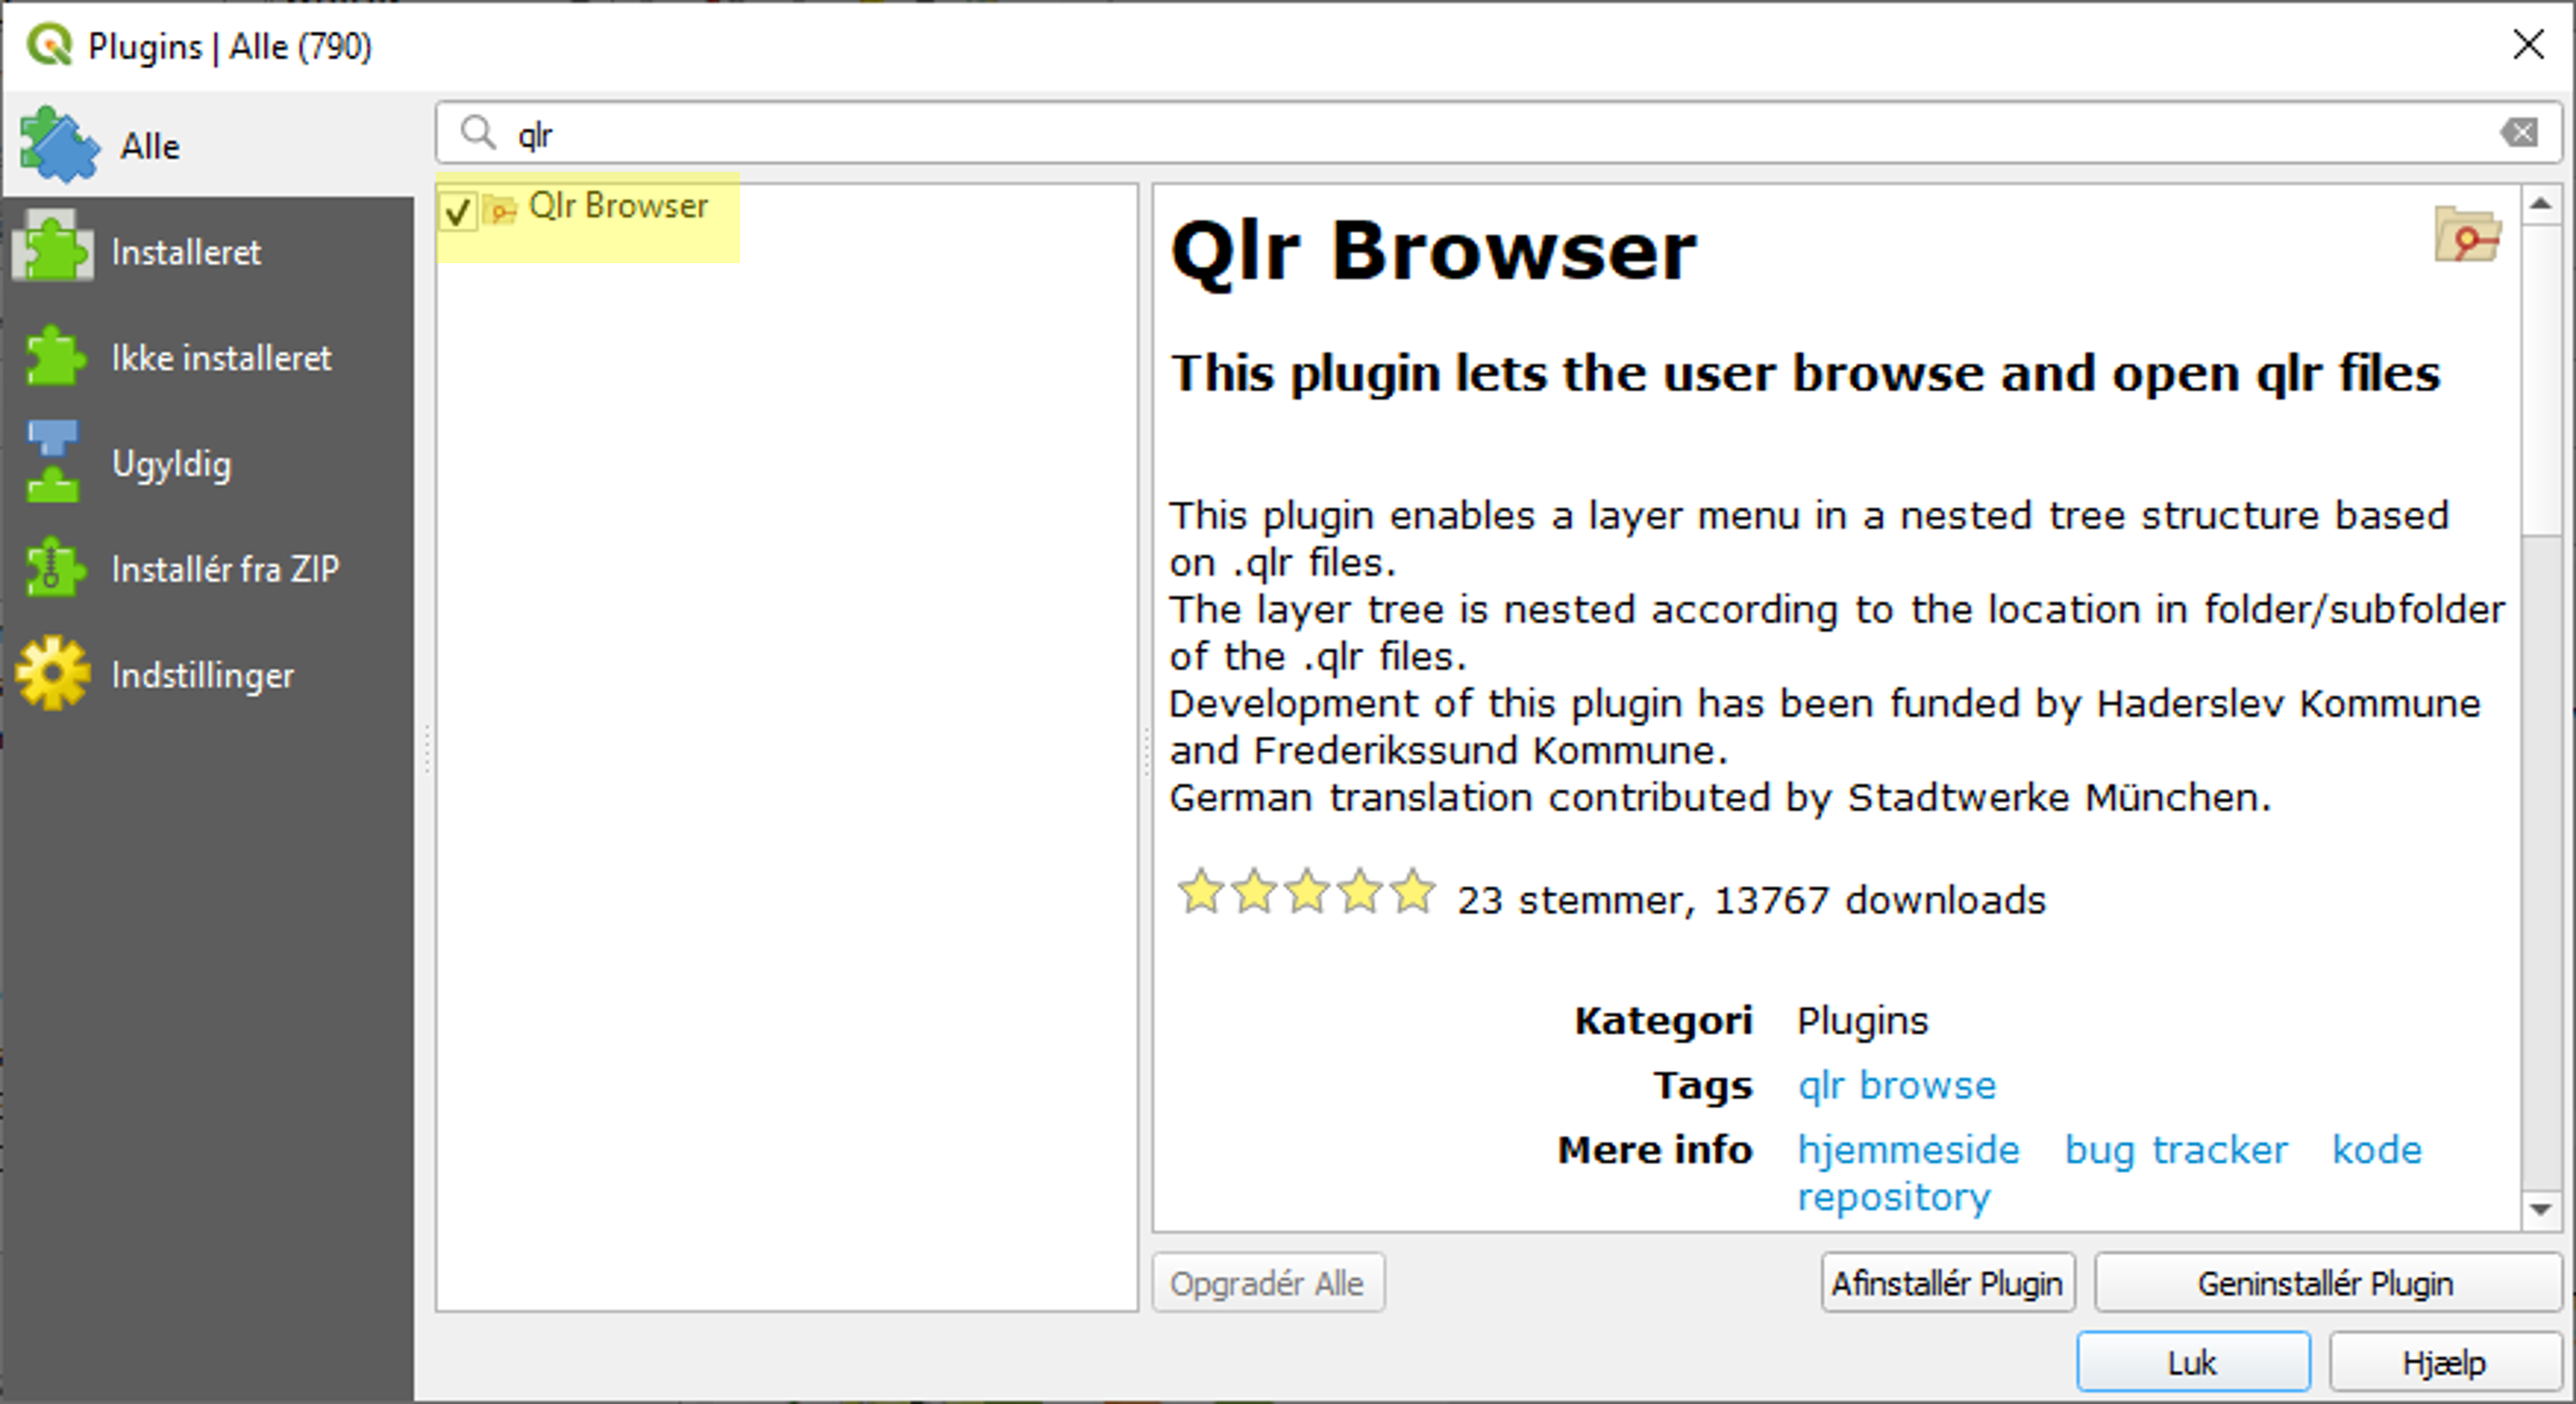 Plugins | Alle (790)
Alle
Installeret
Ikke installeret
Ugyldig
Installér fra ZIP
Indstillinger
qlr
Qlr Browser
Qlr Browser
This plugin lets the user browse and open qlr files
This plugin enables a layer menu in a nested tree structure based
on .qlr files.
The layer tree is nested according to the location in folder/subfolder
of the .qlr files.
Development of this plugin has been funded by Haderslev Kommune
and Frederikssund Kommune.
German translation contributed by Stadtwerke München.
23 stemmer, 13767 downloads
Kategori Plugins
Tags qlr browse
Mere info hjemmeside bug tracker kode
repository
Opgradér Alle Afinstallér Plugin Geninstallér Plugin
Luk Hjælp